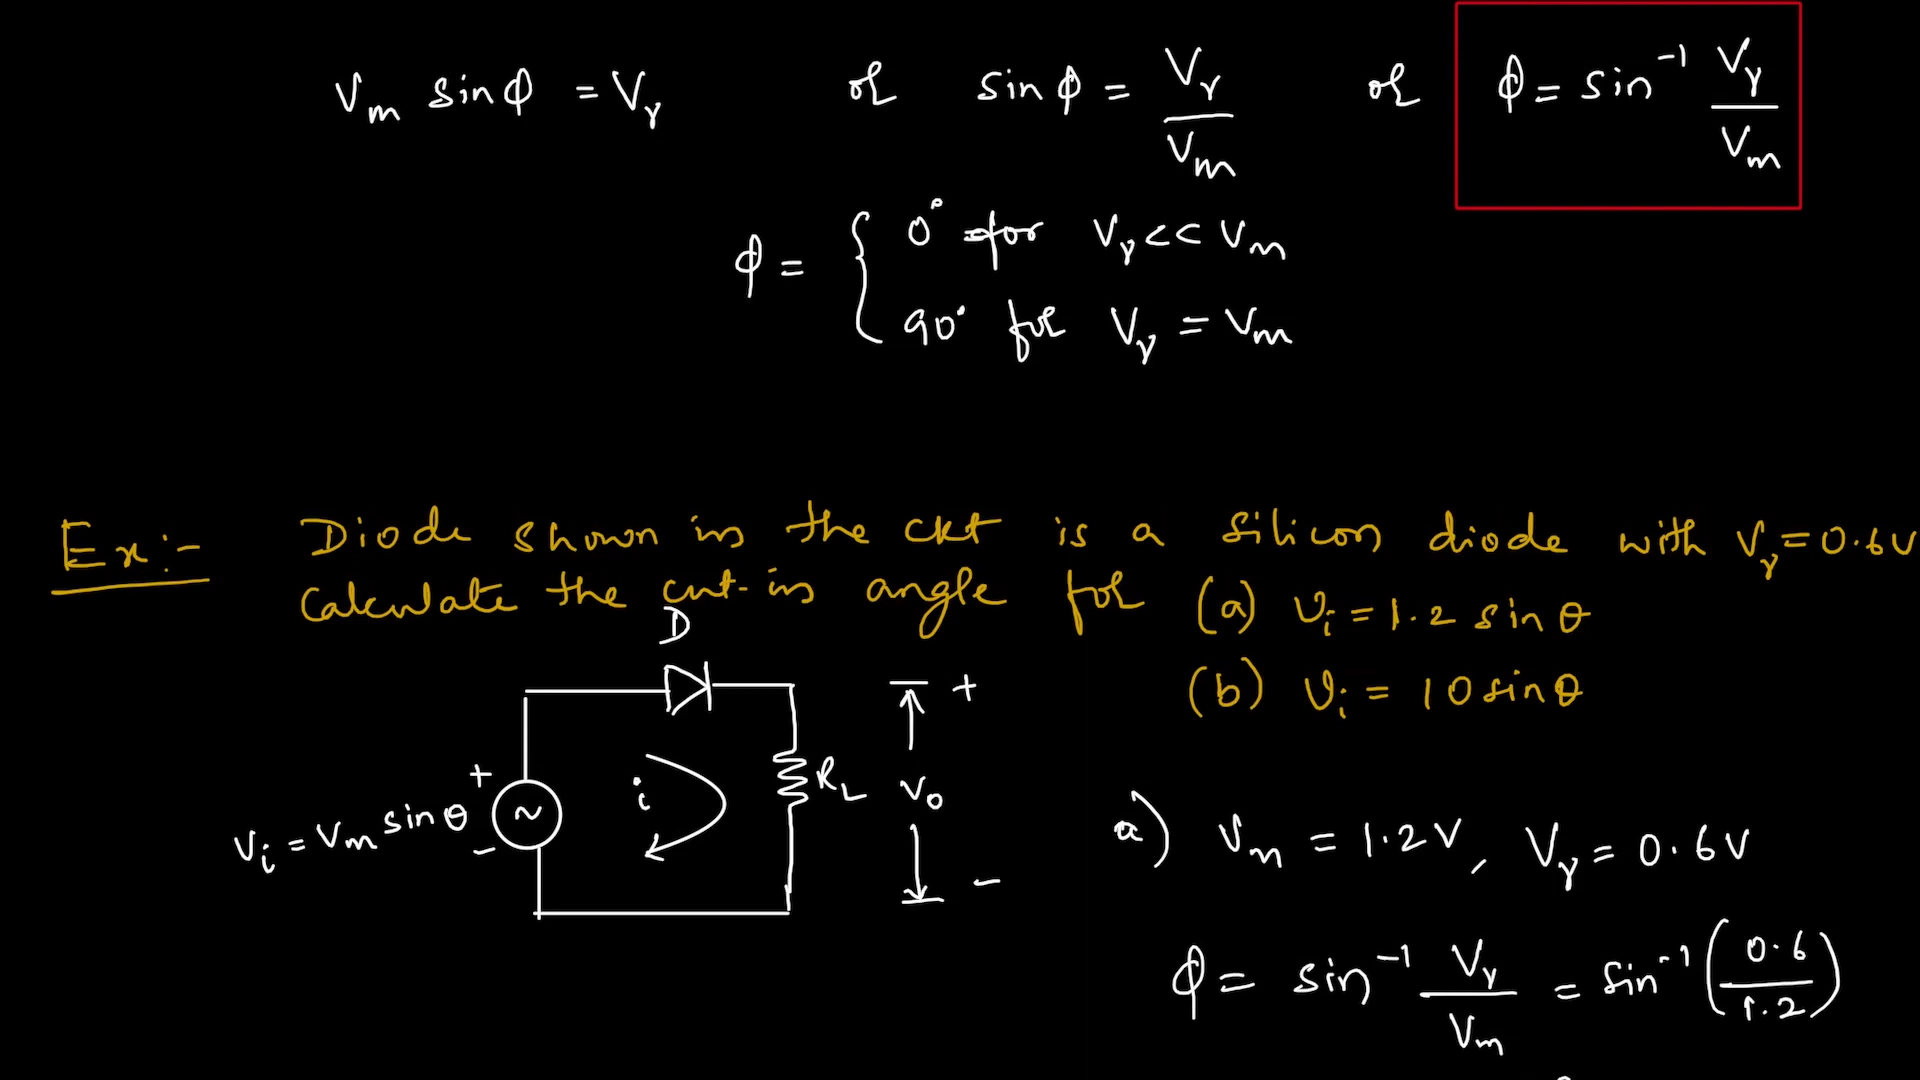 Vm sinϕ = Vγ or sinϕ = Vγ/Vm or ϕ = sin⁻¹ Vγ/Vm
ϕ = { 0° for Vγ << Vm
90° for Vγ = Vm
Ex:- Diode shown in the ckt is a silicon diode with Vγ = 0.6V
Calculate the cut-in angle for (a) Vi = 1.2 sinθ
(b) Vi = 10 sinθ
D
+
-
Vi = Vm sinθ
~
i
RL
+
Vo
-
a) Vm = 1.2V, Vγ = 0.6V
ϕ = sin⁻¹ Vγ/Vm = sin⁻¹(0.6/1.2)